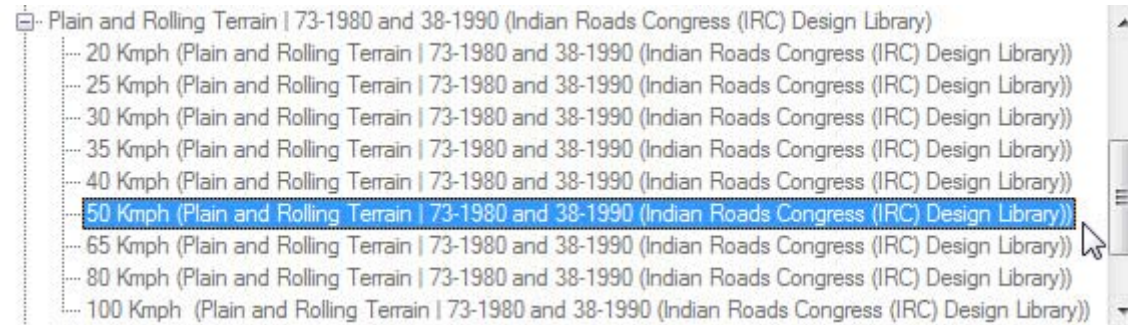 Plain and Rolling Terrain | 73-1980 and 38-1990 (Indian Roads Congress (IRC) Design Library)
20 Kmph (Plain and Rolling Terrain | 73-1980 and 38-1990 (Indian Roads Congress (IRC) Design Library))
25 Kmph (Plain and Rolling Terrain | 73-1980 and 38-1990 (Indian Roads Congress (IRC) Design Library))
30 Kmph (Plain and Rolling Terrain | 73-1980 and 38-1990 (Indian Roads Congress (IRC) Design Library))
35 Kmph (Plain and Rolling Terrain | 73-1980 and 38-1990 (Indian Roads Congress (IRC) Design Library))
40 Kmph (Plain and Rolling Terrain | 73-1980 and 38-1990 (Indian Roads Congress (IRC) Design Library))
50 Kmph (Plain and Rolling Terrain | 73-1980 and 38-1990 (Indian Roads Congress (IRC) Design Library))
65 Kmph (Plain and Rolling Terrain | 73-1980 and 38-1990 (Indian Roads Congress (IRC) Design Library))
80 Kmph (Plain and Rolling Terrain | 73-1980 and 38-1990 (Indian Roads Congress (IRC) Design Library))
100 Kmph  (Plain and Rolling Terrain | 73-1980 and 38-1990 (Indian Roads Congress (IRC) Design Library))